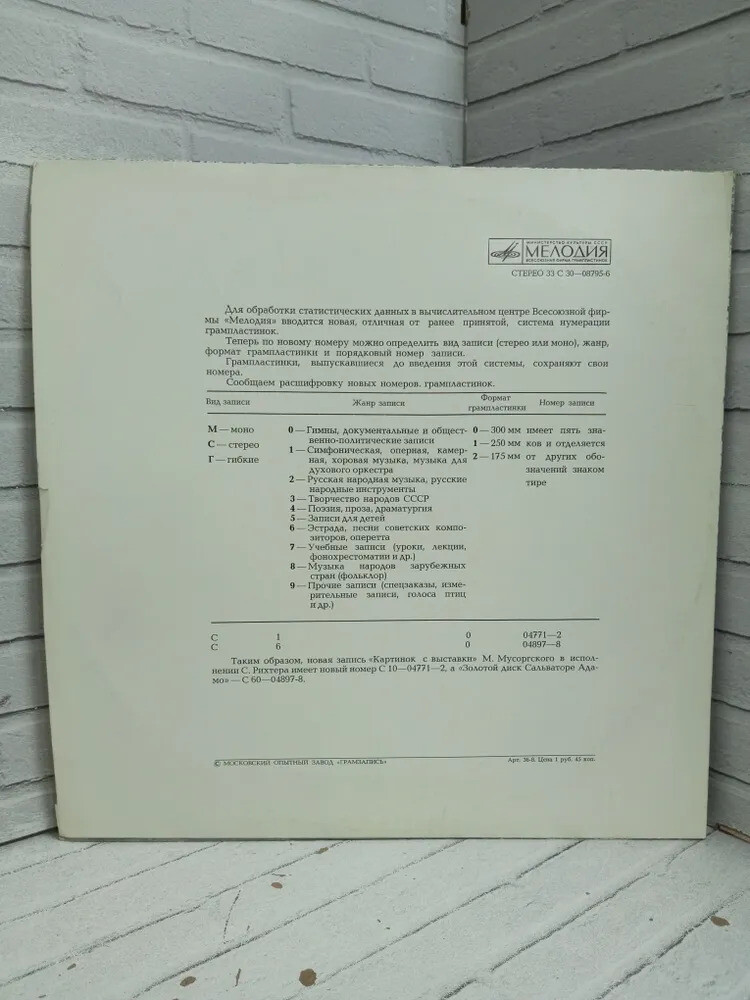 МИНИСТЕРСТВО КУЛЬТУРЫ СССР
МЕЛОДИЯ
ВСЕСОЮЗНАЯ ФИРМА ГРАМПЛАСТИНОК
СТЕРЕО 33 С 30—08795-6
Для обработки статистических данных в вычислительном центре Всесоюзной фир-
мы «Мелодия» вводится новая, отличная от ранее принятой, система нумерации
грампластинок.
Теперь по новому номеру можно определить вид записи (стерео или моно), жанр,
формат грампластинки и порядковый номер записи.
Грампластинки, выпускавшиеся до введения этой системы, сохраняют свои
номера.
Сообщаем расшифровку новых номеров. грампластинок.
Вид записи Жанр записи Формат грампластинки Номер записи
М — моно 0 — Гимны, документальные и общест- 0 — 300 мм имеет пять зна-
венно-политические записи
С — стерео 1 — Симфоническая, оперная, камер- 1 — 250 мм ков и отделяется
ная, хоровая музыка, музыка для
Г — гибкие духового оркестра 2 — 175 мм от других обо-
2 — Русская народная музыка, русские значений знаком
народные инструменты тире
3 — Творчество народов СССР
4 — Поэзия, проза, драматургия
5 — Записи для детей
6 — Эстрада, песни советских компо-
зиторов, оперетта
7 — Учебные записи (уроки, лекции,
фонохрестоматии и др.)
8 — Музыка народов зарубежных
стран (фольклор)
9 — Прочие записи (спецзаказы, изме-
рительные записи, голоса птиц
и др.)
С 1 0 04771—2
С 6 0 04897—8
Таким образом, новая запись «Картинок с выставки» М. Мусоргского в испол-
нении С. Рихтера имеет новый номер С 10—04771—2, а «Золотой диск Сальваторе Ада-
мо» — С 60—04897-8.
© МОСКОВСКИЙ ОПЫТНЫЙ ЗАВОД «ГРАМЗАПИСЬ» Арт. 36-6. Цена 1 руб. 45 коп.